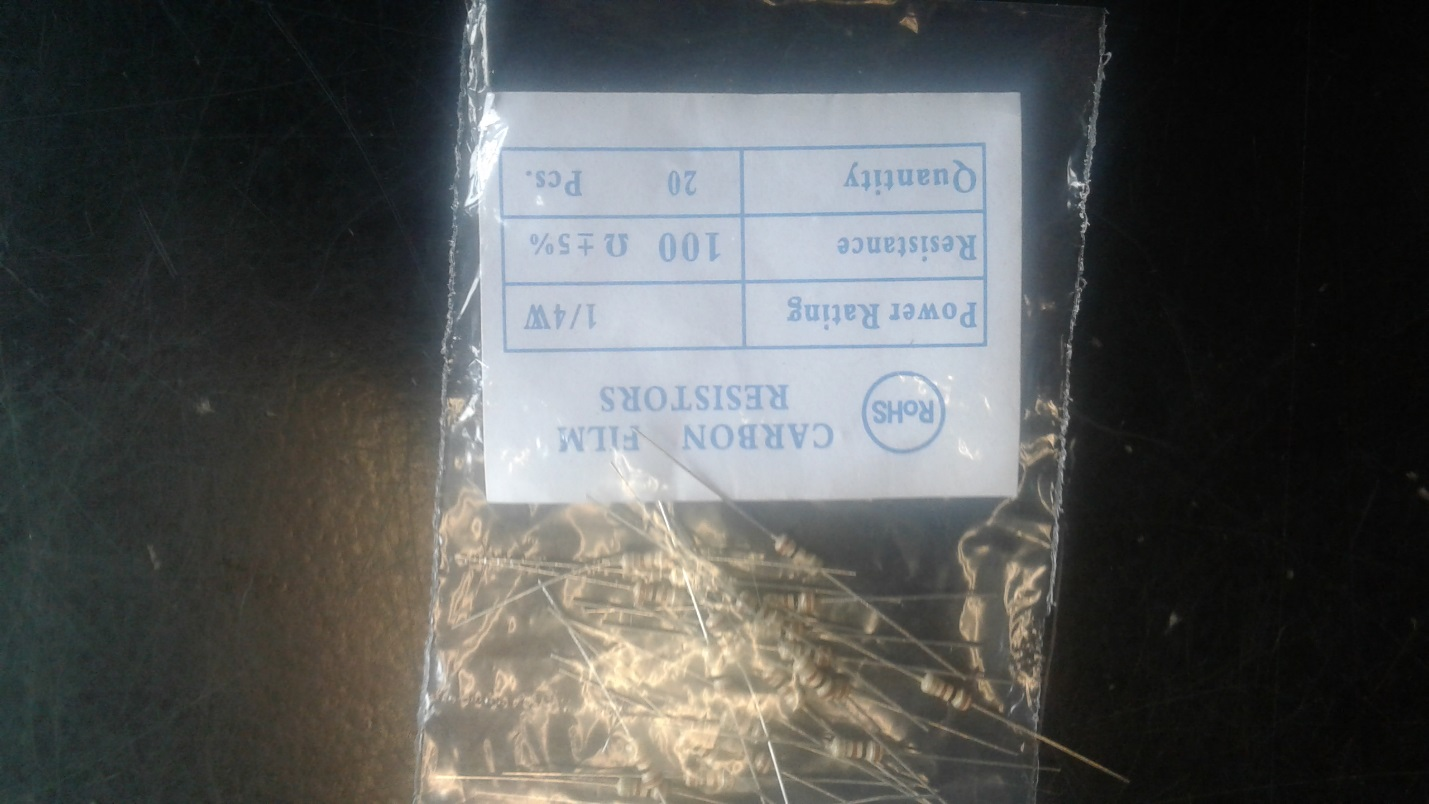 RoHS
CARBON FILM
RESISTORS
Power Rating 1/4W
Resistance 100 Ω ±5%
Quantity 20 Pcs.